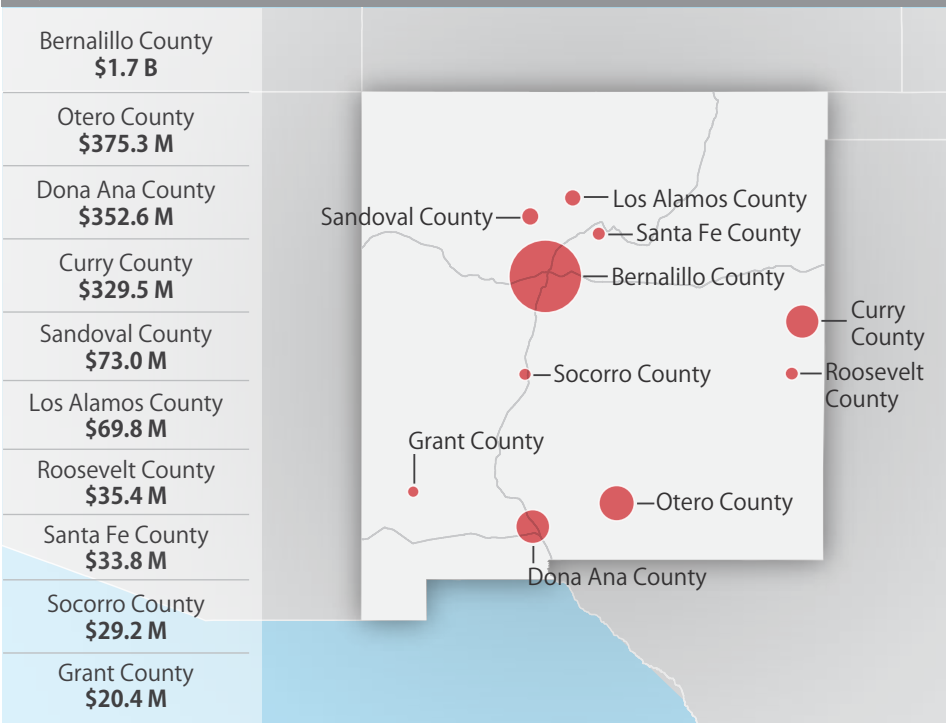 Bernalillo County
$1.7 B
Otero County
$375.3 M
Dona Ana County
$352.6 M
Curry County
$329.5 M
Sandoval County
$73.0 M
Los Alamos County
$69.8 M
Roosevelt County
$35.4 M
Santa Fe County
$33.8 M
Socorro County
$29.2 M
Grant County
$20.4 M
Los Alamos County
Sandoval County
Santa Fe County
Bernalillo County
Curry
County
Socorro County
Roosevelt
County
Grant County
Otero County
Dona Ana County